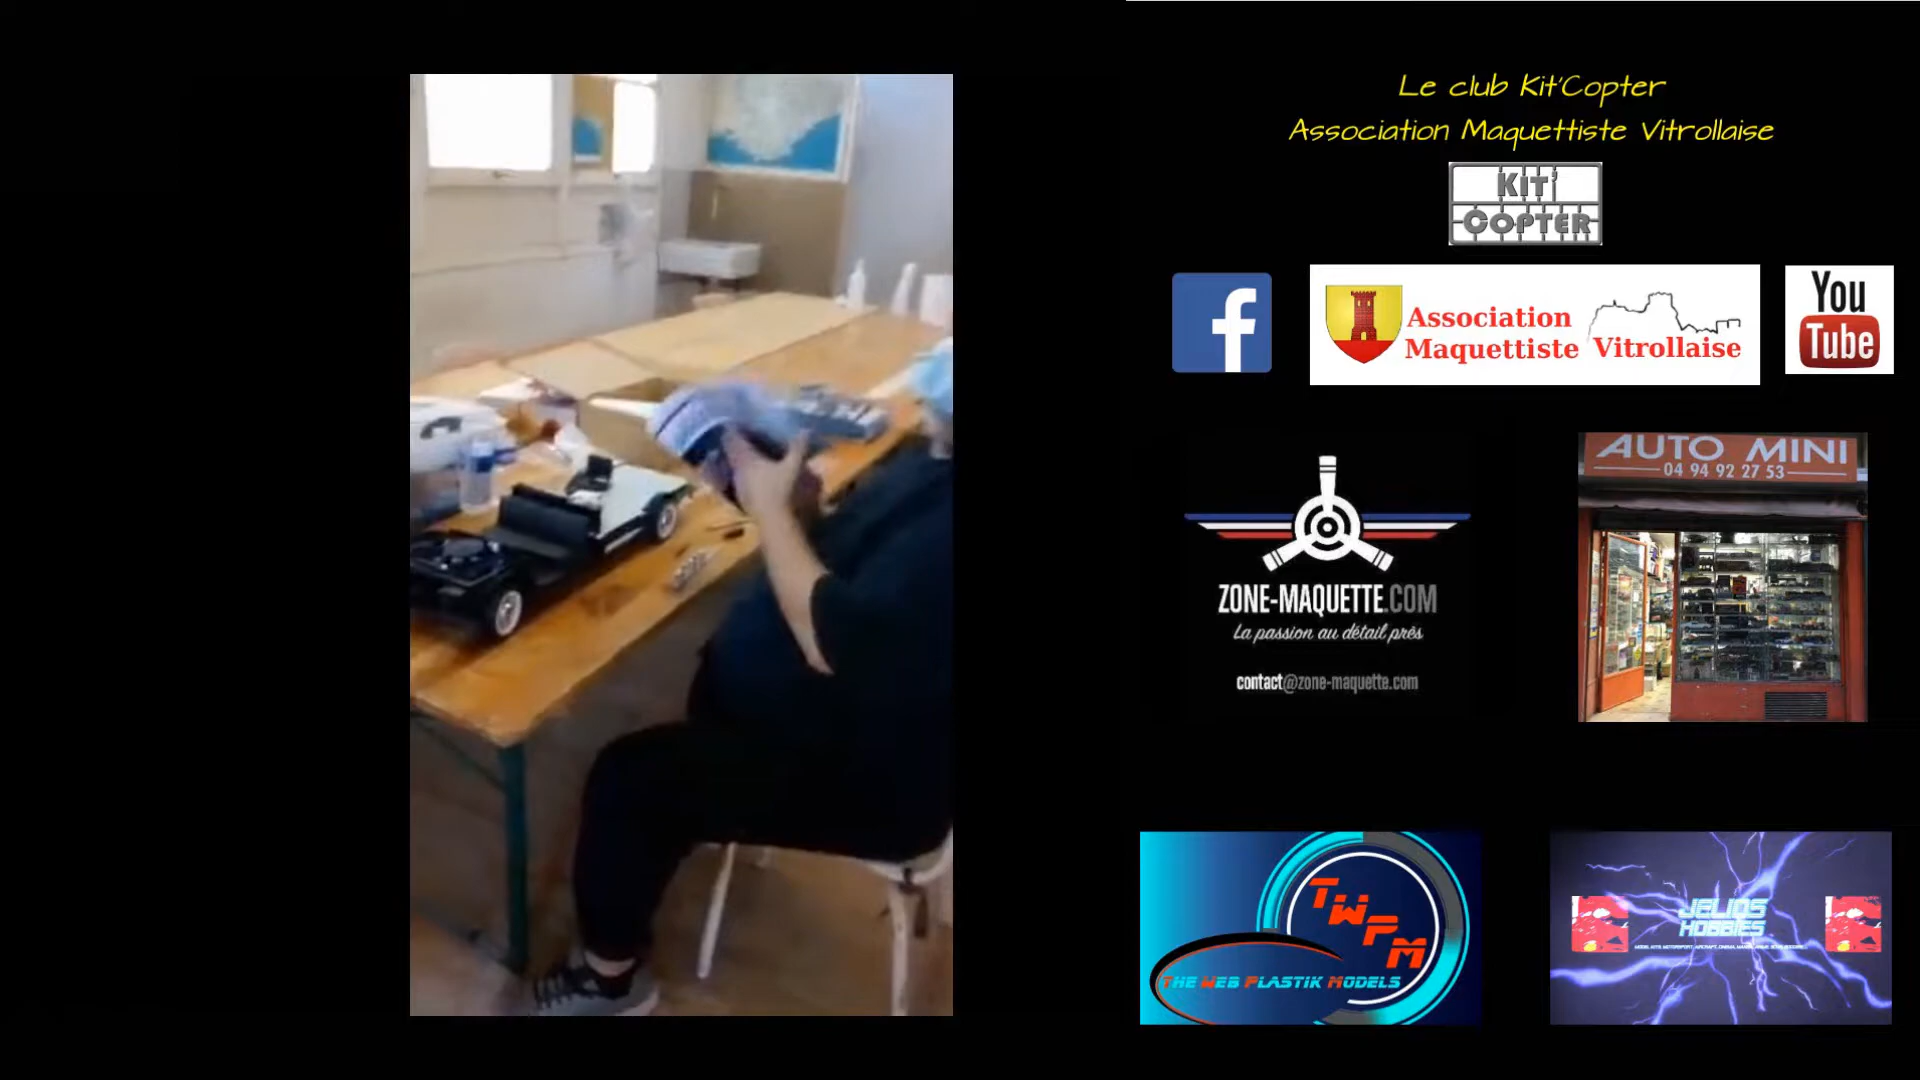 Le club Kit'Copter
Association Maquettiste Vitrollaise
KIT'
COPTER
f
Association
Maquettiste Vitrollaise
You
Tube
AUTO MINI
04 94 92 27 53
ZONE-MAQUETTE.COM
La passion au détail près
contact@zone-maquette.com
TWPM
THE WEB PLASTIK MODELS
JELIOS
HOBBIES